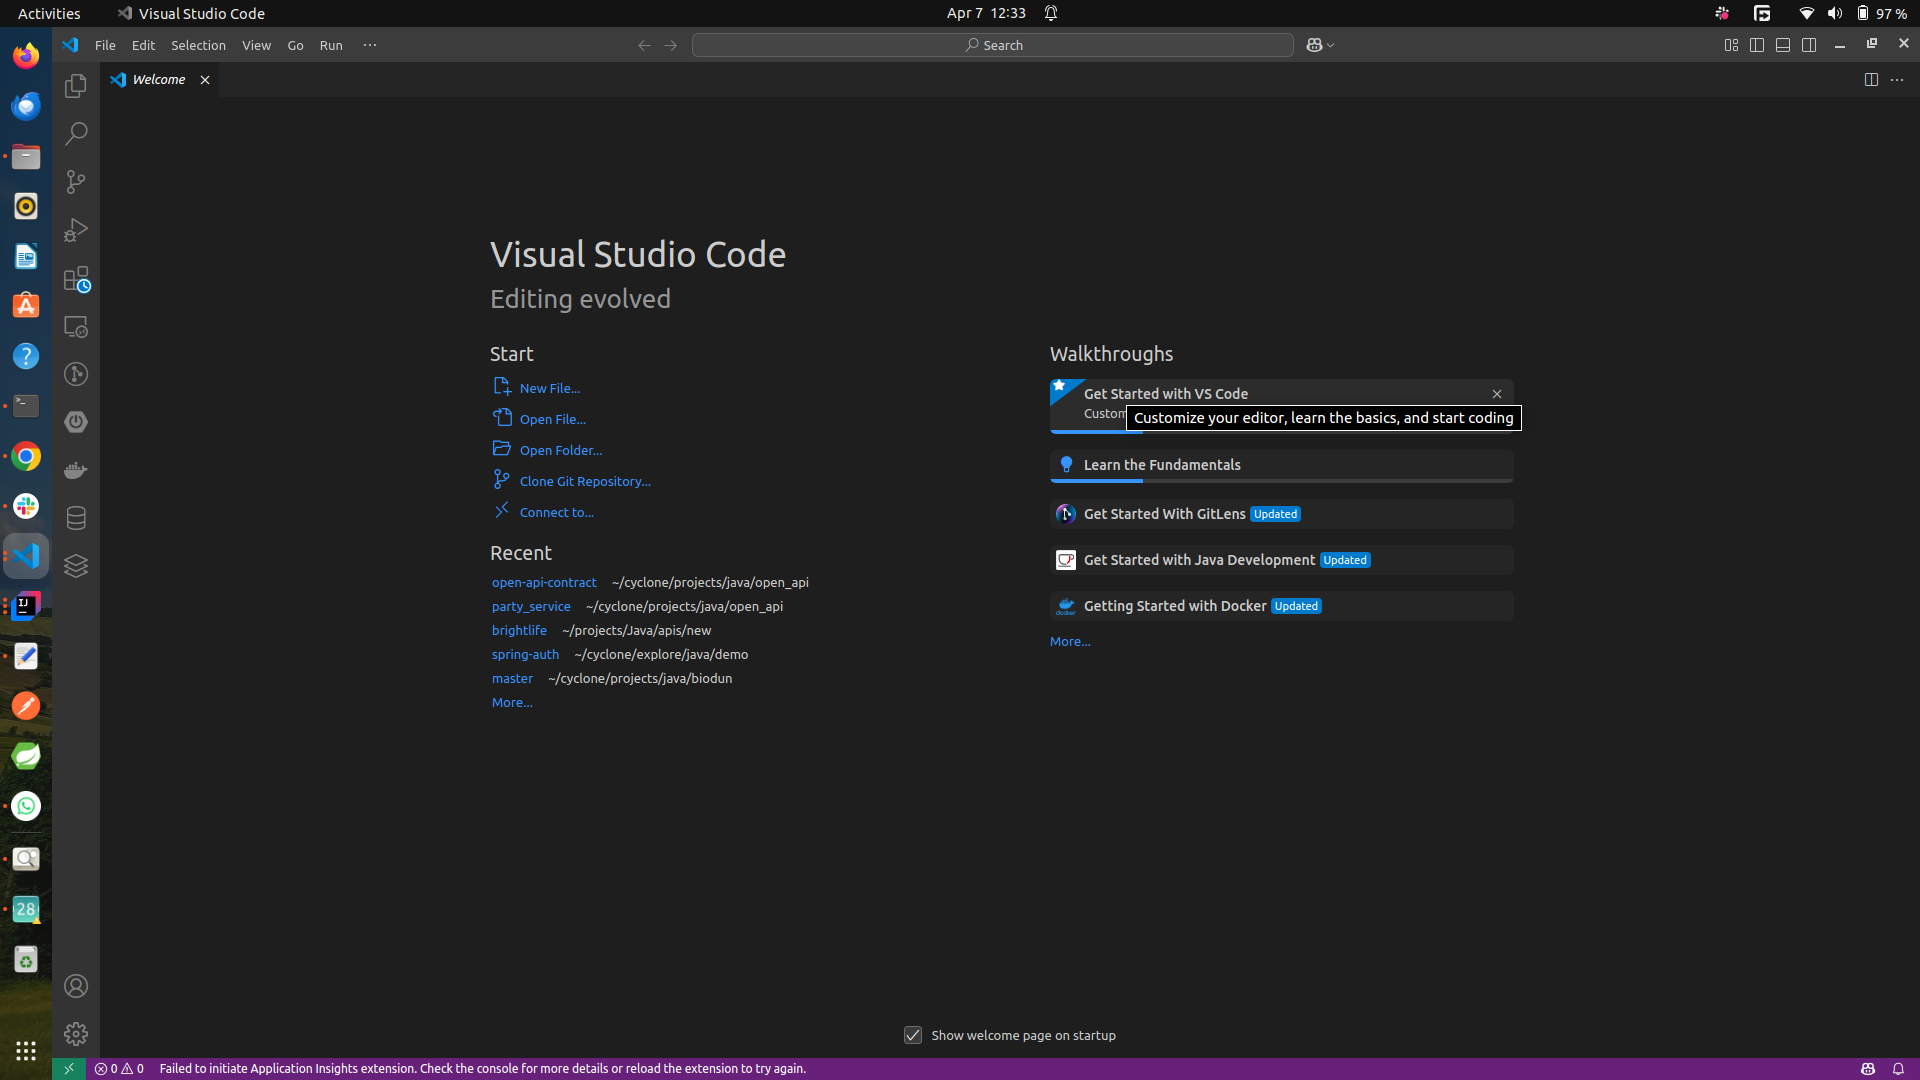 Activities Visual Studio Code Apr 7 12:33 97 %
File Edit Selection View Go Run ··· Search
Welcome
Visual Studio Code
Editing evolved
Start
New File...
Open File...
Open Folder...
Clone Git Repository...
Connect to...
Recent
open-api-contract ~/cyclone/projects/java/open_api
party_service ~/cyclone/projects/java/open_api
brightlife ~/projects/Java/apis/new
spring-auth ~/cyclone/explore/java/demo
master ~/cyclone/projects/java/biodun
More...
Walkthroughs
Get Started with VS Code
Custom
Customize your editor, learn the basics, and start coding
Learn the Fundamentals
Get Started With GitLens Updated
Get Started with Java Development Updated
docker Getting Started with Docker Updated
More...
IJ
28
Show welcome page on startup
0 0 Failed to initiate Application Insights extension. Check the console for more details or reload the extension to try again.